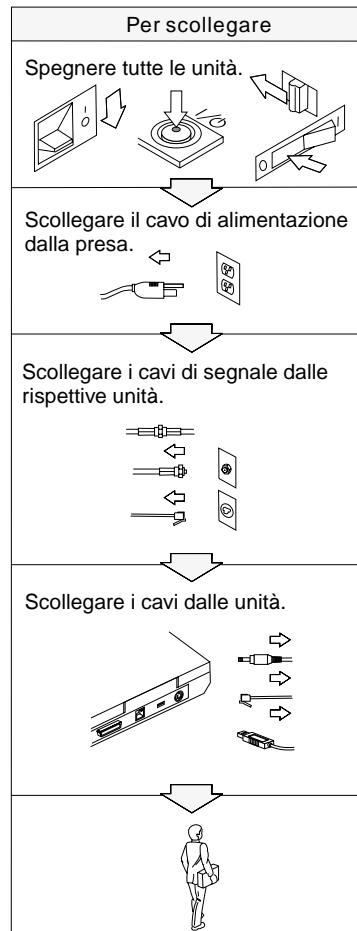 Per scollegare
Spegnere tutte le unità.
Scollegare il cavo di alimentazione
dalla presa.
Scollegare i cavi di segnale dalle
rispettive unità.
Scollegare i cavi dalle unità.